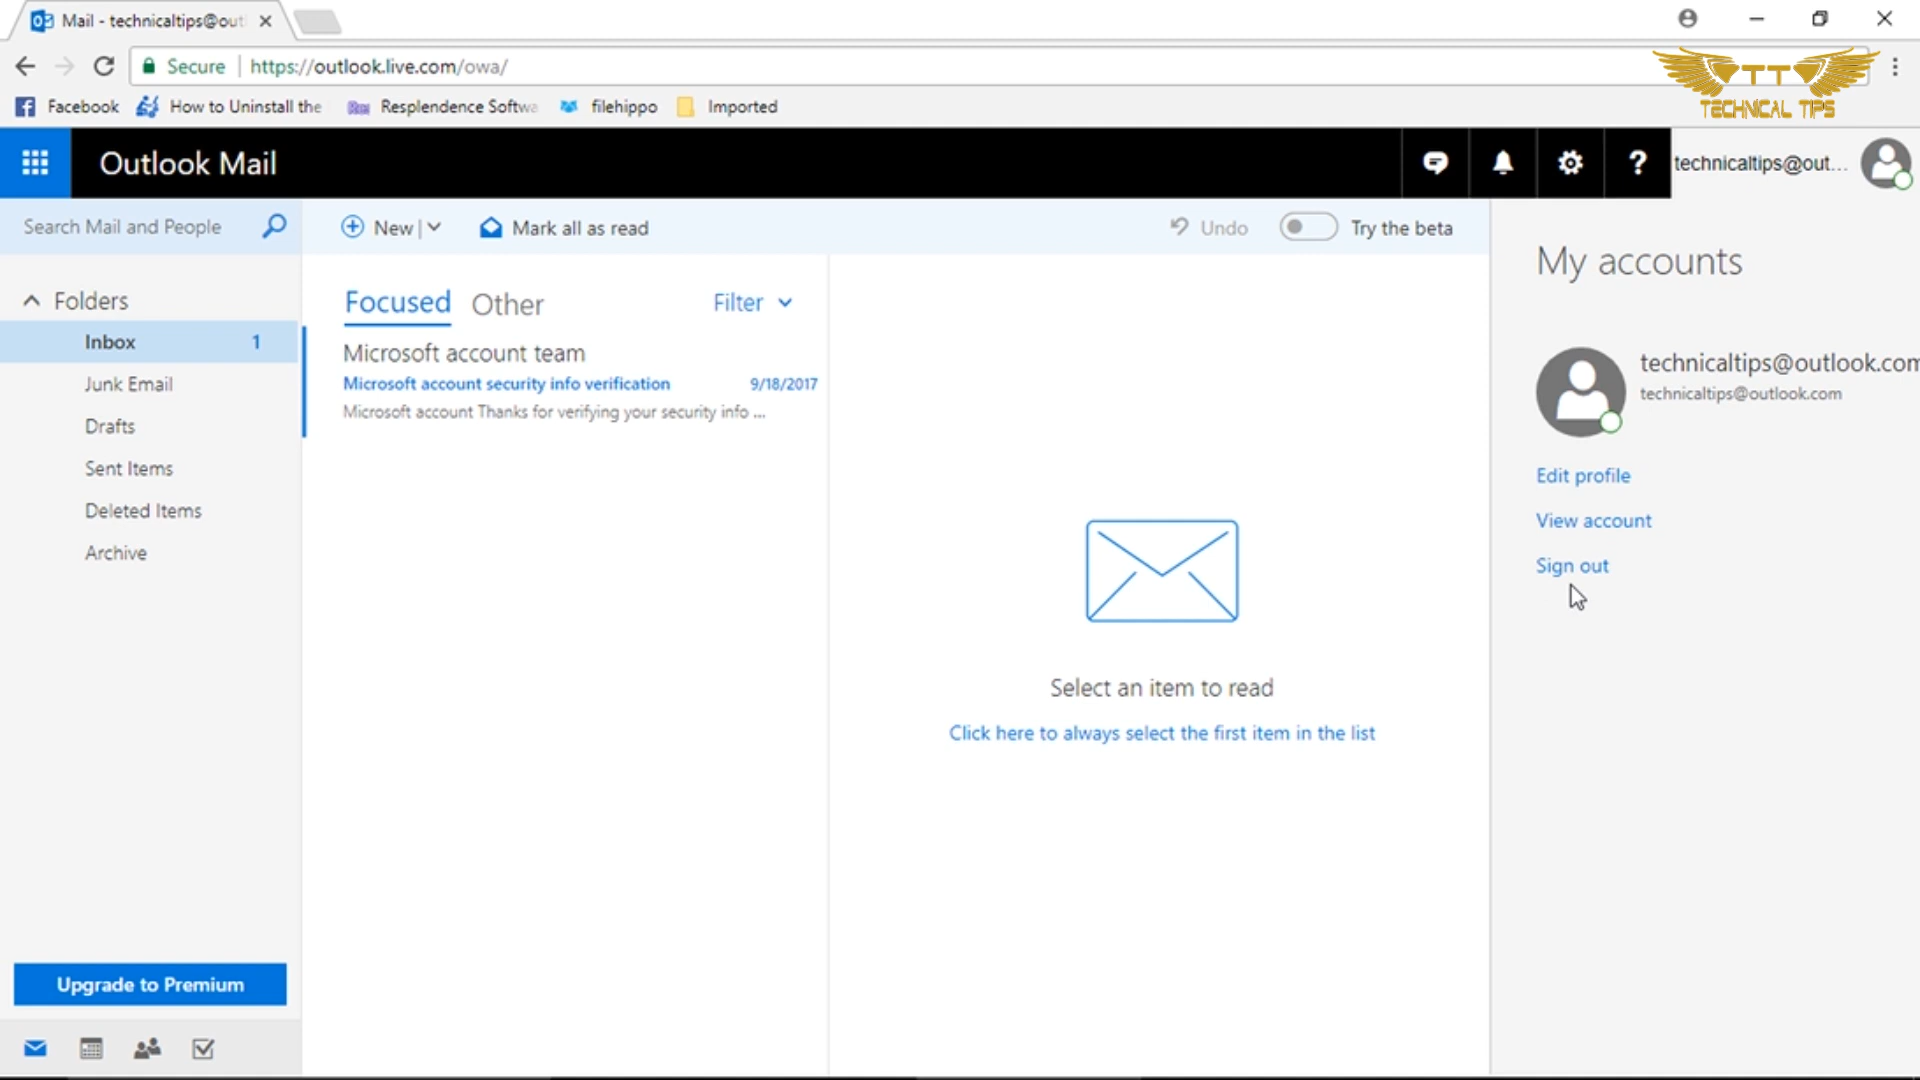 Mail - technicaltips@out
Secure https://outlook.live.com/owa/
TT
TECHNICAL TIPS
Facebook How to Uninstall the Resplendence Softwa filehippo Imported
Outlook Mail ? technicaltips@out...
Search Mail and People
New Mark all as read Undo Try the beta
My accounts
Folders
Inbox 1
Junk Email
Drafts
Sent Items
Deleted Items
Archive
Focused Other Filter
Microsoft account team
Microsoft account security info verification 9/18/2017
Microsoft account Thanks for verifying your security info ...
technicaltips@outlook.com
technicaltips@outlook.com
Edit profile
View account
Sign out
Select an item to read
Click here to always select the first item in the list
Upgrade to Premium